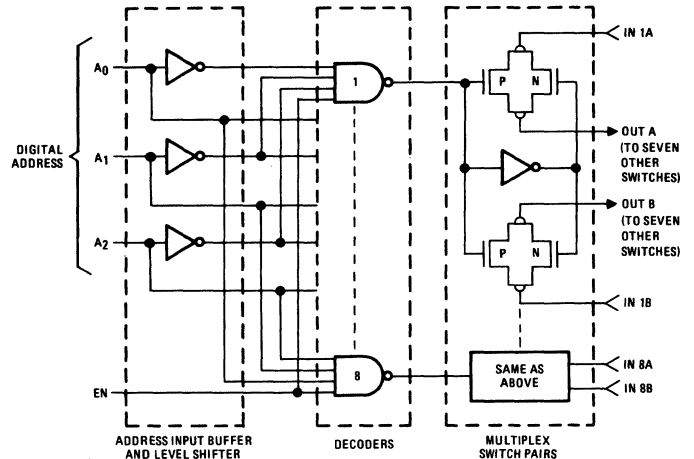 A0
DIGITAL
ADDRESS
A1
A2
EN
1
8
P N
P N
IN 1A
OUT A
(TO SEVEN
OTHER
SWITCHES)
OUT B
(TO SEVEN
OTHER
SWITCHES)
IN 1B
SAME AS
ABOVE
IN 8A
IN 8B
ADDRESS INPUT BUFFER
AND LEVEL SHIFTER
DECODERS
MULTIPLEX
SWITCH PAIRS